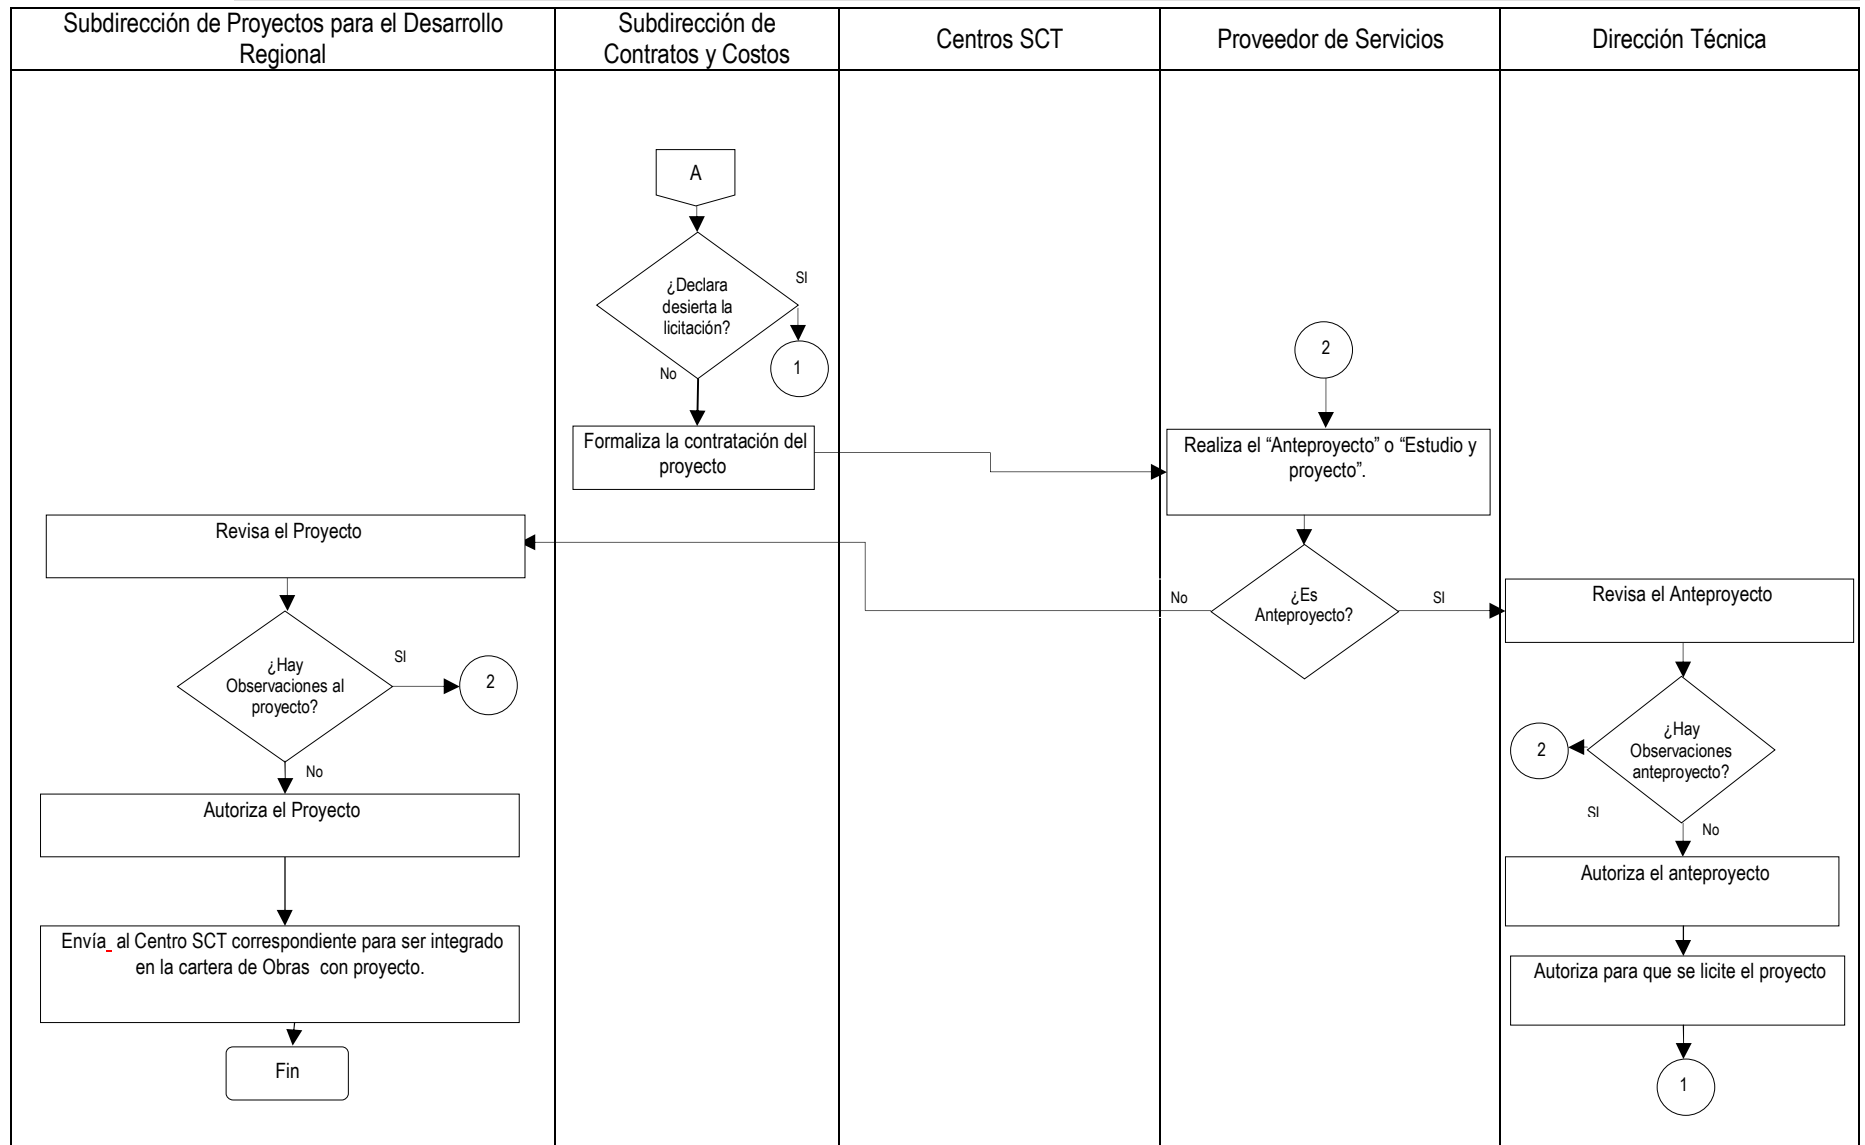 Subdirección de Proyectos para el Desarrollo
Regional
Subdirección de
Contratos y Costos
Centros SCT
Proveedor de Servicios
Dirección Técnica
A
¿Declara
desierta la
licitación?
SI
1
No
Formaliza la contratación del
proyecto
2
Realiza el “Anteproyecto” o “Estudio y
proyecto”.
¿Es
Anteproyecto?
No
SI
Revisa el Proyecto
¿Hay
Observaciones al
proyecto?
SI
2
No
Autoriza el Proyecto
Envía_ al Centro SCT correspondiente para ser integrado
en la cartera de Obras con proyecto.
Fin
Revisa el Anteproyecto
¿Hay
Observaciones
anteproyecto?
2
SI
No
Autoriza el anteproyecto
Autoriza para que se licite el proyecto
1